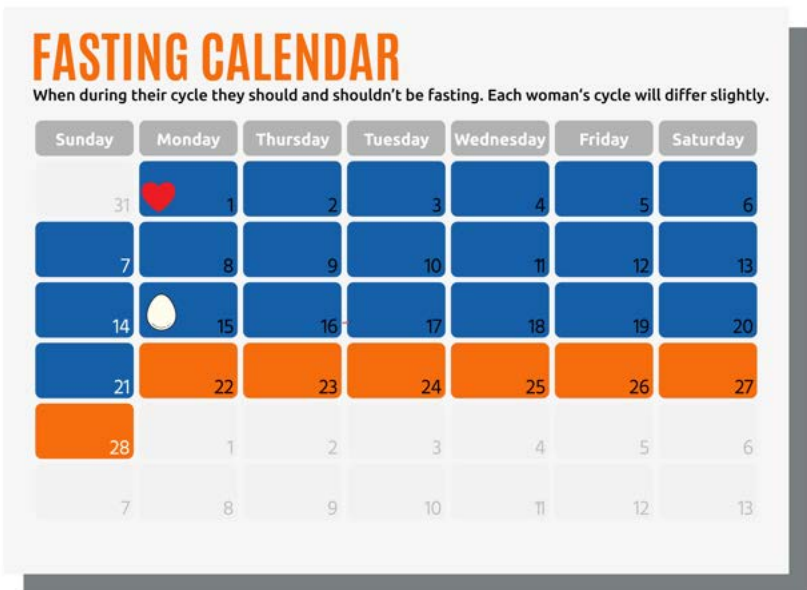 FASTING CALENDAR
When during their cycle they should and shouldn't be fasting. Each woman's cycle will differ slightly.
Sunday Monday Thursday Tuesday Wednesday Friday Saturday
31 1 2 3 4 5 6
7 8 9 10 11 12 13
14 15 16 17 18 19 20
21 22 23 24 25 26 27
28 1 2 3 4 5 6
7 8 9 10 11 12 13